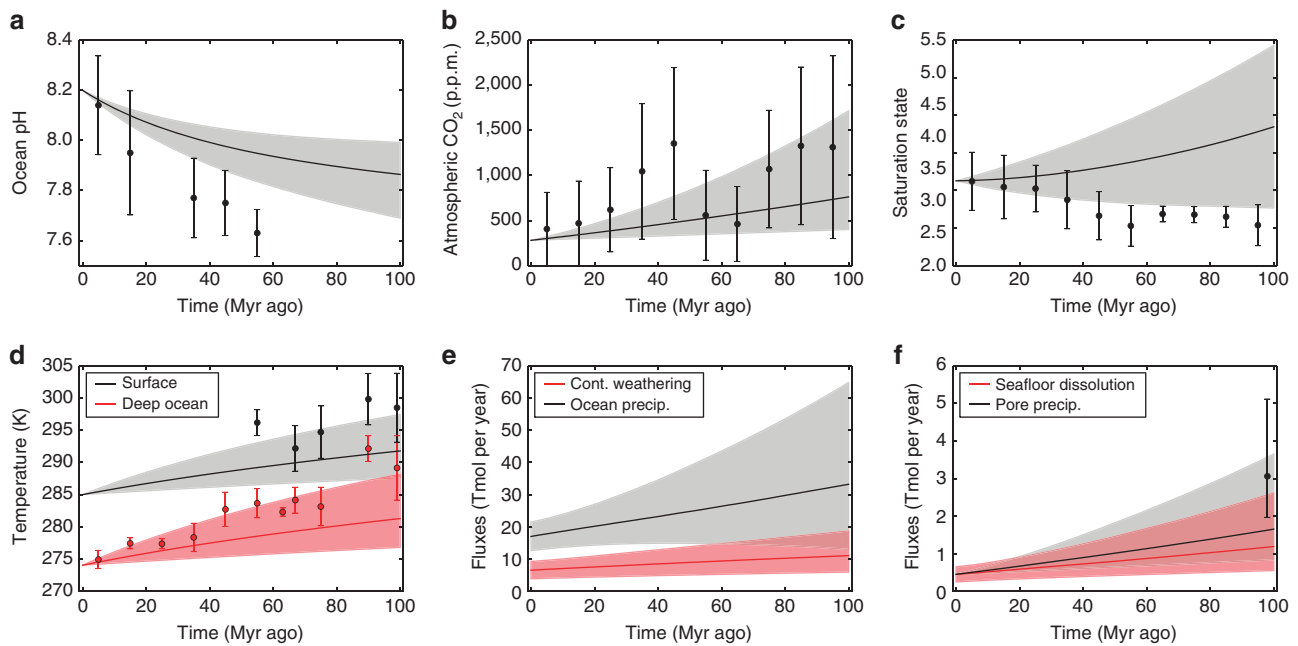 a
8.4
8.2
8.0
7.8
7.6
Ocean pH
0 20 40 60 80 100
Time (Myr ago)
b
2,500
2,000
1,500
1,000
500
0
Atmospheric CO2 (p.p.m.)
0 20 40 60 80 100
Time (Myr ago)
c
5.5
5.0
4.5
4.0
3.5
3.0
2.5
2.0
Saturation state
0 20 40 60 80 100
Time (Myr ago)
d
305
300
295
290
285
280
275
270
Temperature (K)
Surface
Deep ocean
0 20 40 60 80 100
Time (Myr ago)
e
70
60
50
40
30
20
10
0
Fluxes (Tmol per year)
Cont. weathering
Ocean precip.
0 20 40 60 80 100
Time (Myr ago)
f
6
5
4
3
2
1
0
Fluxes (Tmol per year)
Seafloor dissolution
Pore precip.
0 20 40 60 80 100
Time (Myr ago)